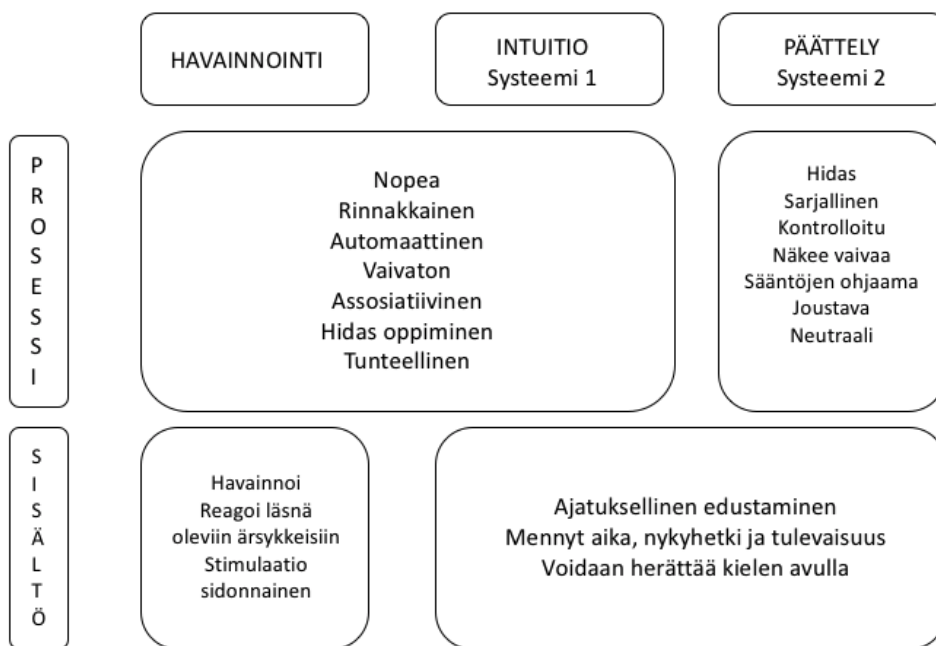 HAVAINNOINTI
INTUITIO
Systeemi 1
PÄÄTTELY
Systeemi 2
PROSESSI
Nopea
Rinnakkainen
Automaattinen
Vaivaton
Assosiatiivinen
Hidas oppiminen
Tunteellinen
Hidas
Sarjallinen
Kontrolloitu
Näkee vaivaa
Sääntöjen ohjaama
Joustava
Neutraali
SISÄLTÖ
Havainnoi
Reagoi läsnä
oleviin ärsykkeisiin
Stimulaatio
sidonnainen
Ajatuksellinen edustaminen
Mennyt aika, nykyhetki ja tulevaisuus
Voidaan herättää kielen avulla